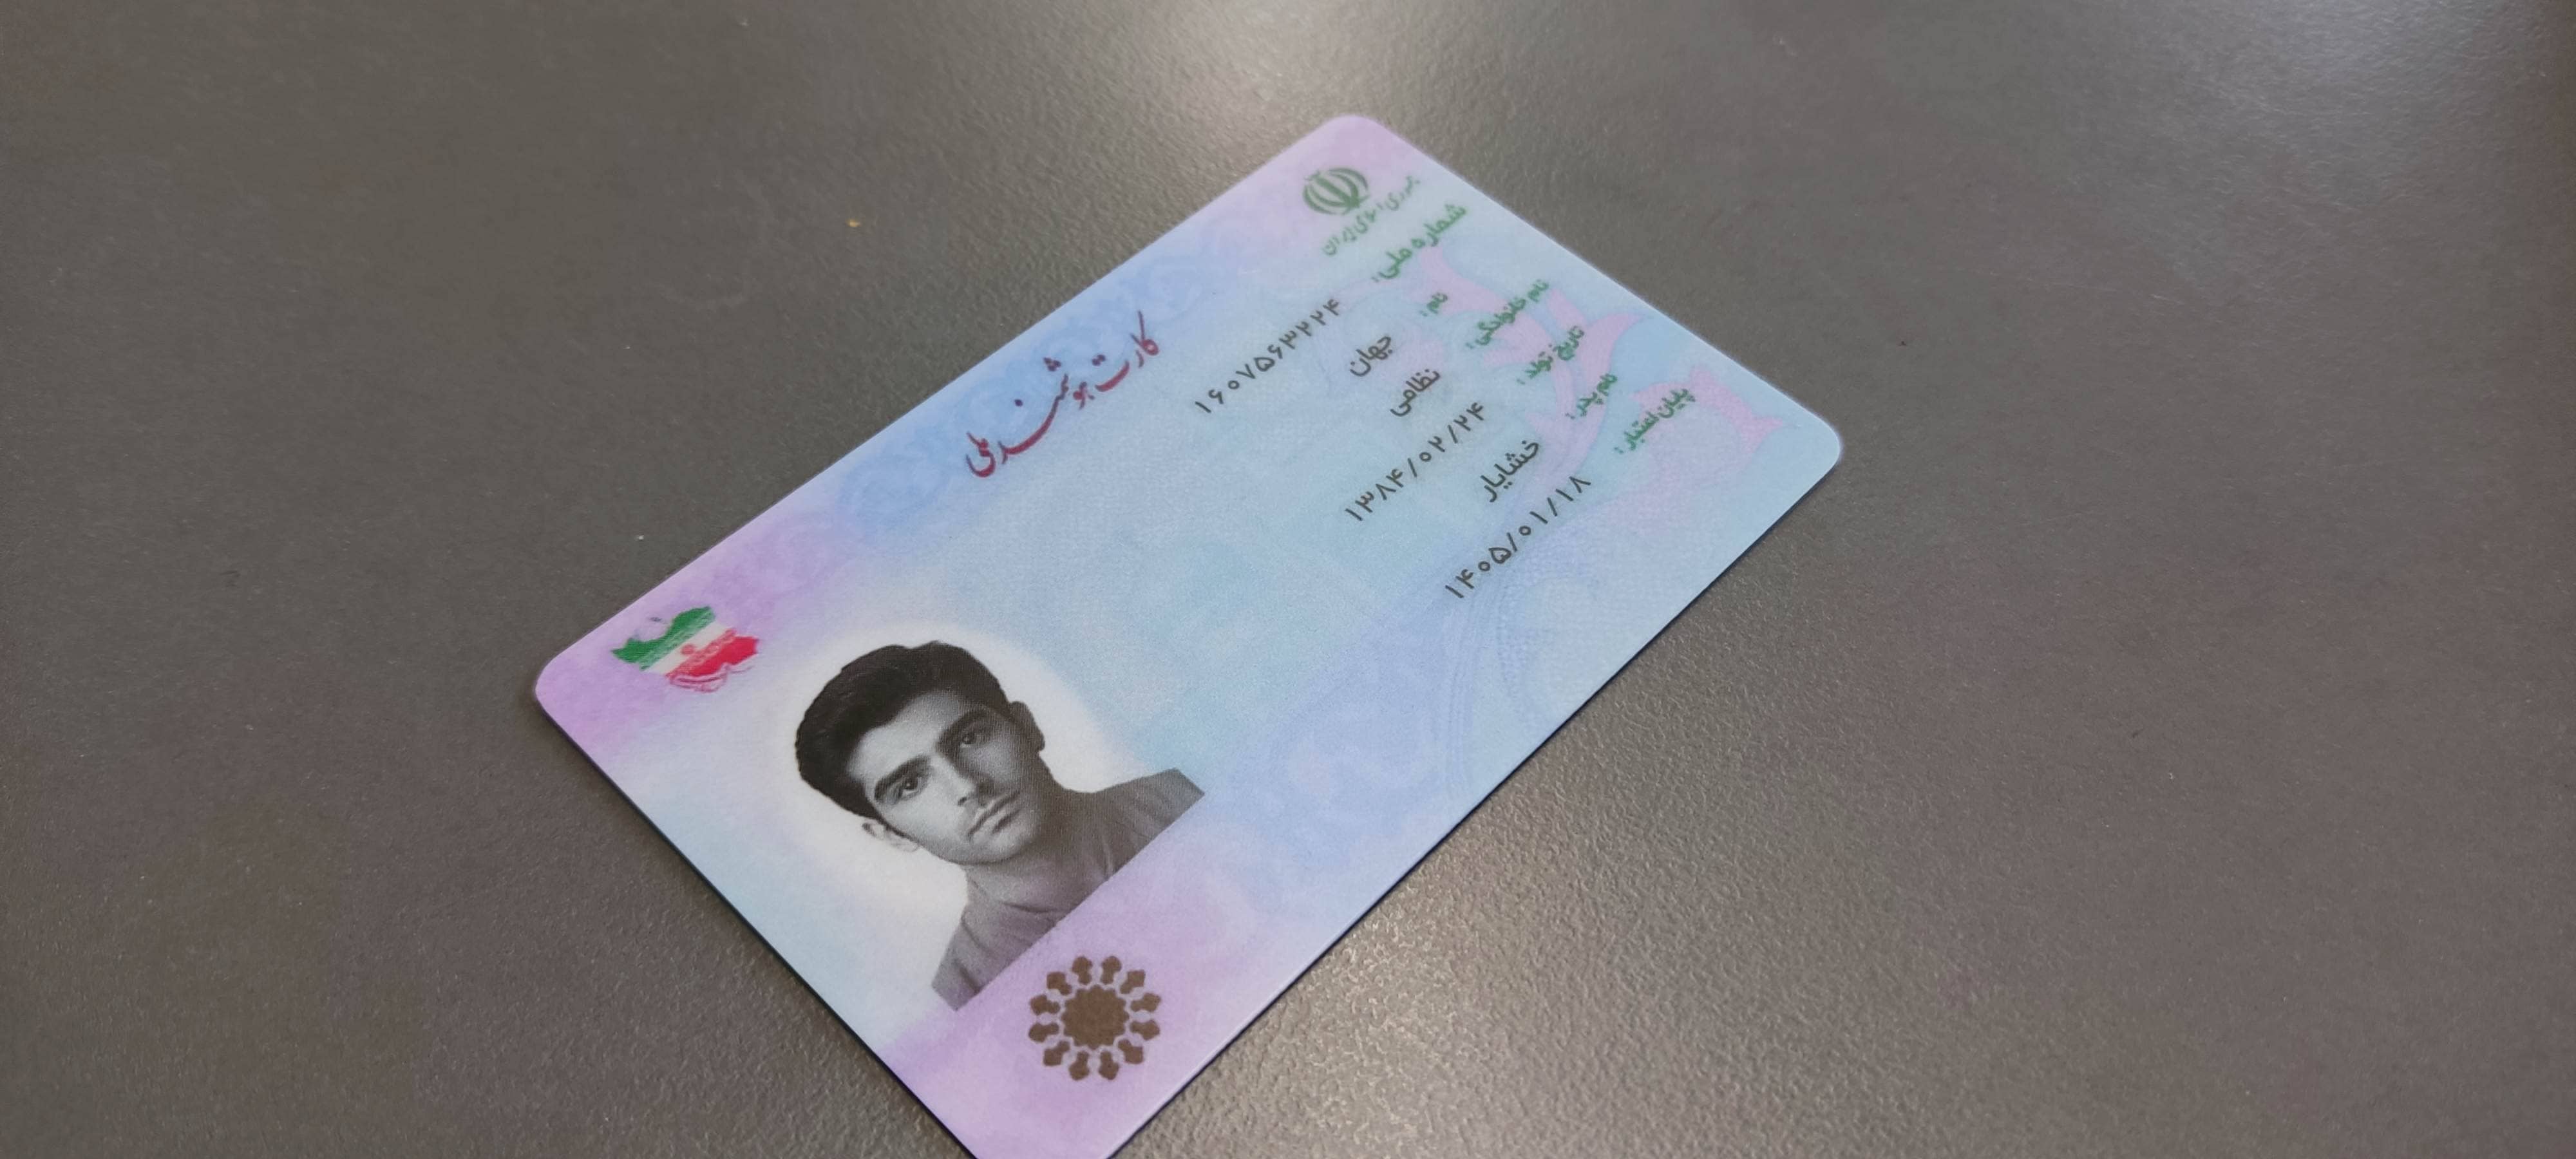 جمهوری اسلامی ایران
کارت هوشمند ملی
شماره ملی: ۱۶۰۷۵۶۳۲۲۴
نام: جهان
نام خانوادگی: نظامی
تاریخ تولد: ۱۳۸۴/۰۲/۲۴
نام پدر: خشایار
پایان اعتبار: ۱۴۰۵/۰۱/۱۸